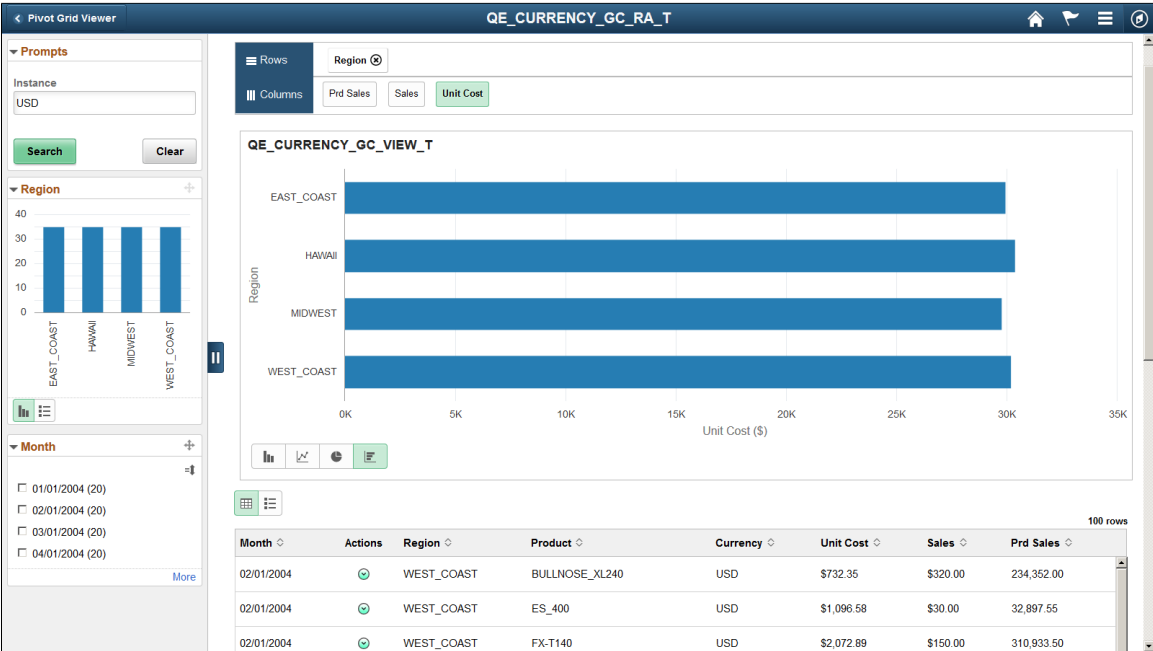 Pivot Grid Viewer
QE_CURRENCY_GC_RA_T
Prompts
Instance
USD
Search Clear
Region
40
30
20
10
0
EAST_COAST HAWAII MIDWEST WEST_COAST
Month
01/01/2004 (20)
02/01/2004 (20)
03/01/2004 (20)
04/01/2004 (20)
More
Rows Region
Columns Prd Sales Sales Unit Cost
QE_CURRENCY_GC_VIEW_T
Region
EAST_COAST
HAWAII
MIDWEST
WEST_COAST
0K 5K 10K 15K 20K 25K 30K 35K
Unit Cost ($)
100 rows
Month Actions Region Product Currency Unit Cost Sales Prd Sales
02/01/2004 WEST_COAST BULLNOSE_XL240 USD $732.35 $320.00 234,352.00
02/01/2004 WEST_COAST ES_400 USD $1,096.58 $30.00 32,897.55
02/01/2004 WEST_COAST FX-T140 USD $2,072.89 $150.00 310,933.50